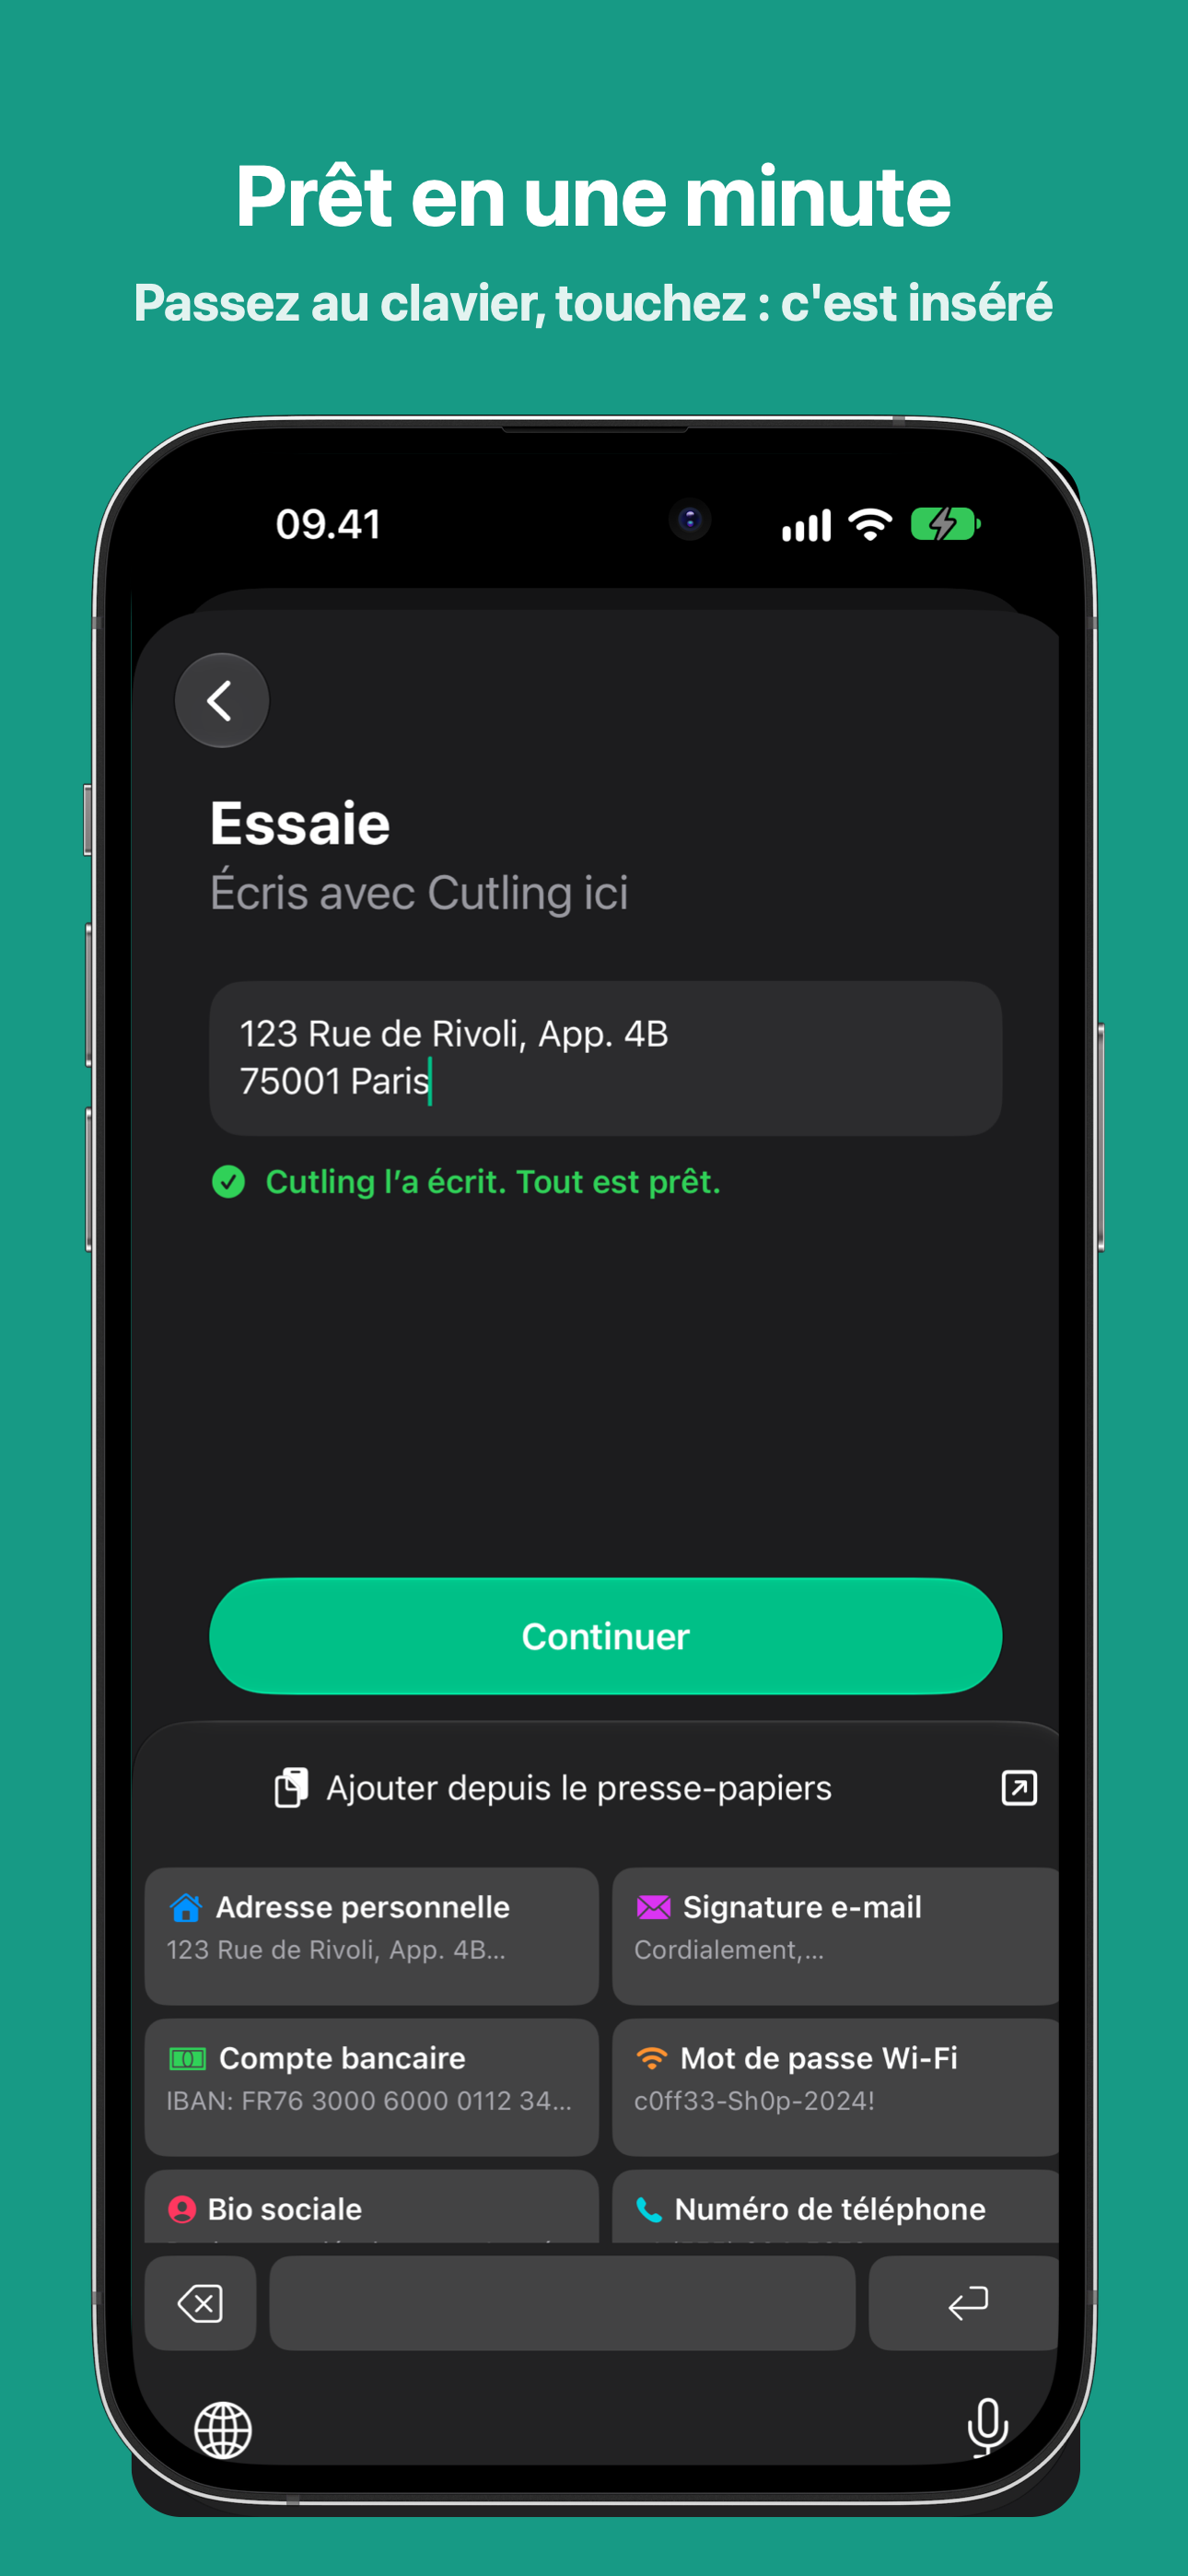 Prêt en une minute
Passez au clavier, touchez : c'est inséré
09.41
Essaie
Écris avec Cutling ici
123 Rue de Rivoli, App. 4B
75001 Paris
Cutling l’a écrit. Tout est prêt.
Continuer
Ajouter depuis le presse-papiers
Adresse personnelle
123 Rue de Rivoli, App. 4B...
Signature e-mail
Cordialement,...
Compte bancaire
IBAN: FR76 3000 6000 0112 34...
Mot de passe Wi-Fi
c0ff33-Sh0p-2024!
Bio sociale
Numéro de téléphone